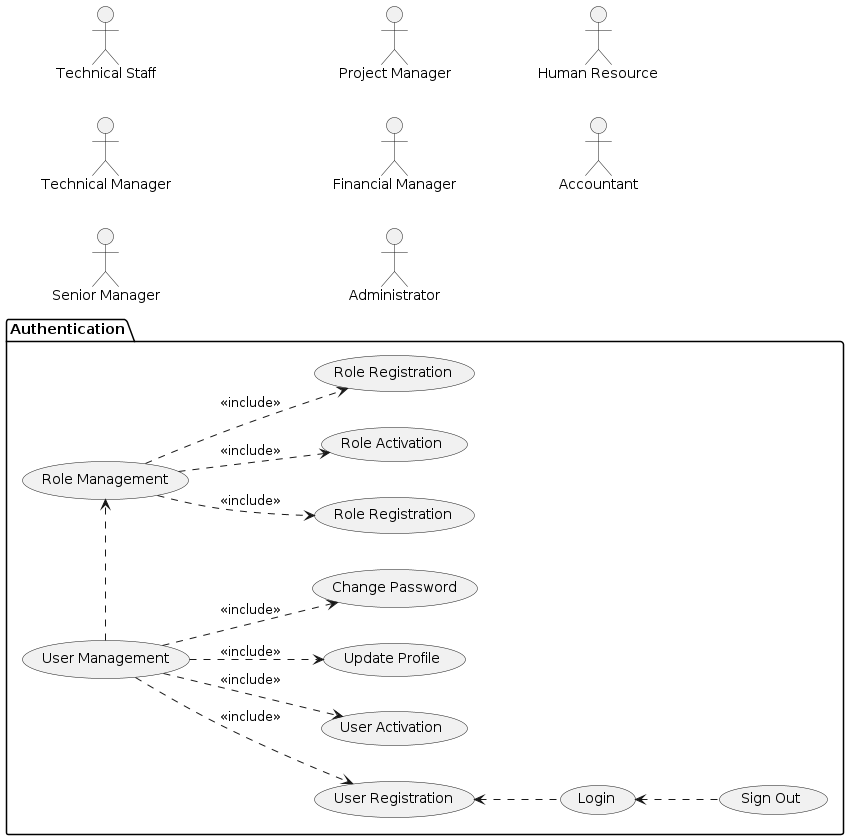 Technical Staff
Project Manager
Human Resource
Technical Manager
Financial Manager
Accountant
Senior Manager
Administrator
Authentication
Role Registration
«include»
Role Activation
«include»
Role Management
«include»
Role Registration
Change Password
«include»
«include»
User Management
Update Profile
«include»
«include»
User Activation
User Registration
Login
Sign Out